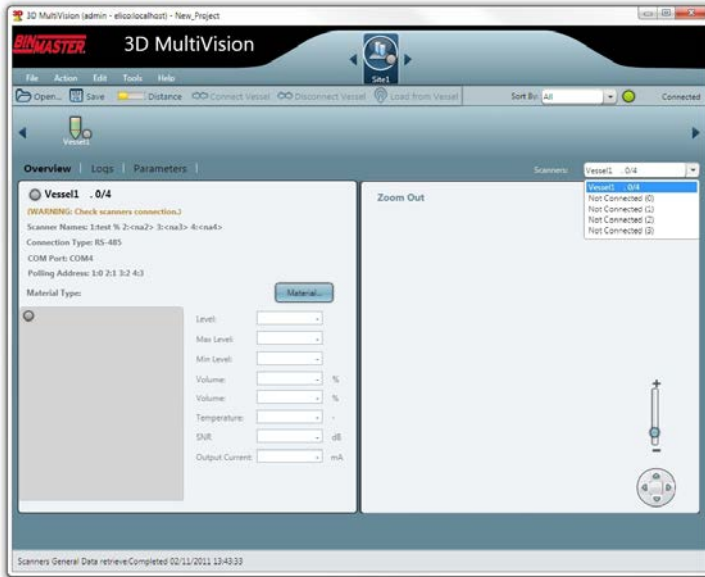 3D MultiVision (admin - elico:localhost) - New_Project
BINMASTER 3D MultiVision
Site1
File Action Edit Tools Help
Open... Save Distance Connect Vessel Disconnect Vessel Load from Vessel Sort By: All Connected
Vessel1
Overview Logs Parameters Scanners: Vessel1 . 0/4
Vessel1 . 0/4
Not Connected (0)
Not Connected (1)
Not Connected (2)
Not Connected (3)
Vessel1 . 0/4
(WARNING: Check scanners connection.)
Scanner Names: 1:test % 2:<na2> 3:<na3> 4:<na4>
Connection Type: RS-485
COM Port: COM4
Polling Address: 1:0 2:1 3:2 4:3
Material Type: Material...
Level: -
Max Level: -
Min Level: -
Volume: - %
Volume: - %
Temperature: - -
SNR - dB
Output Current: - mA
Zoom Out
+
-
Scanners General Data retrieve:Completed 02/11/2011 13:43:33